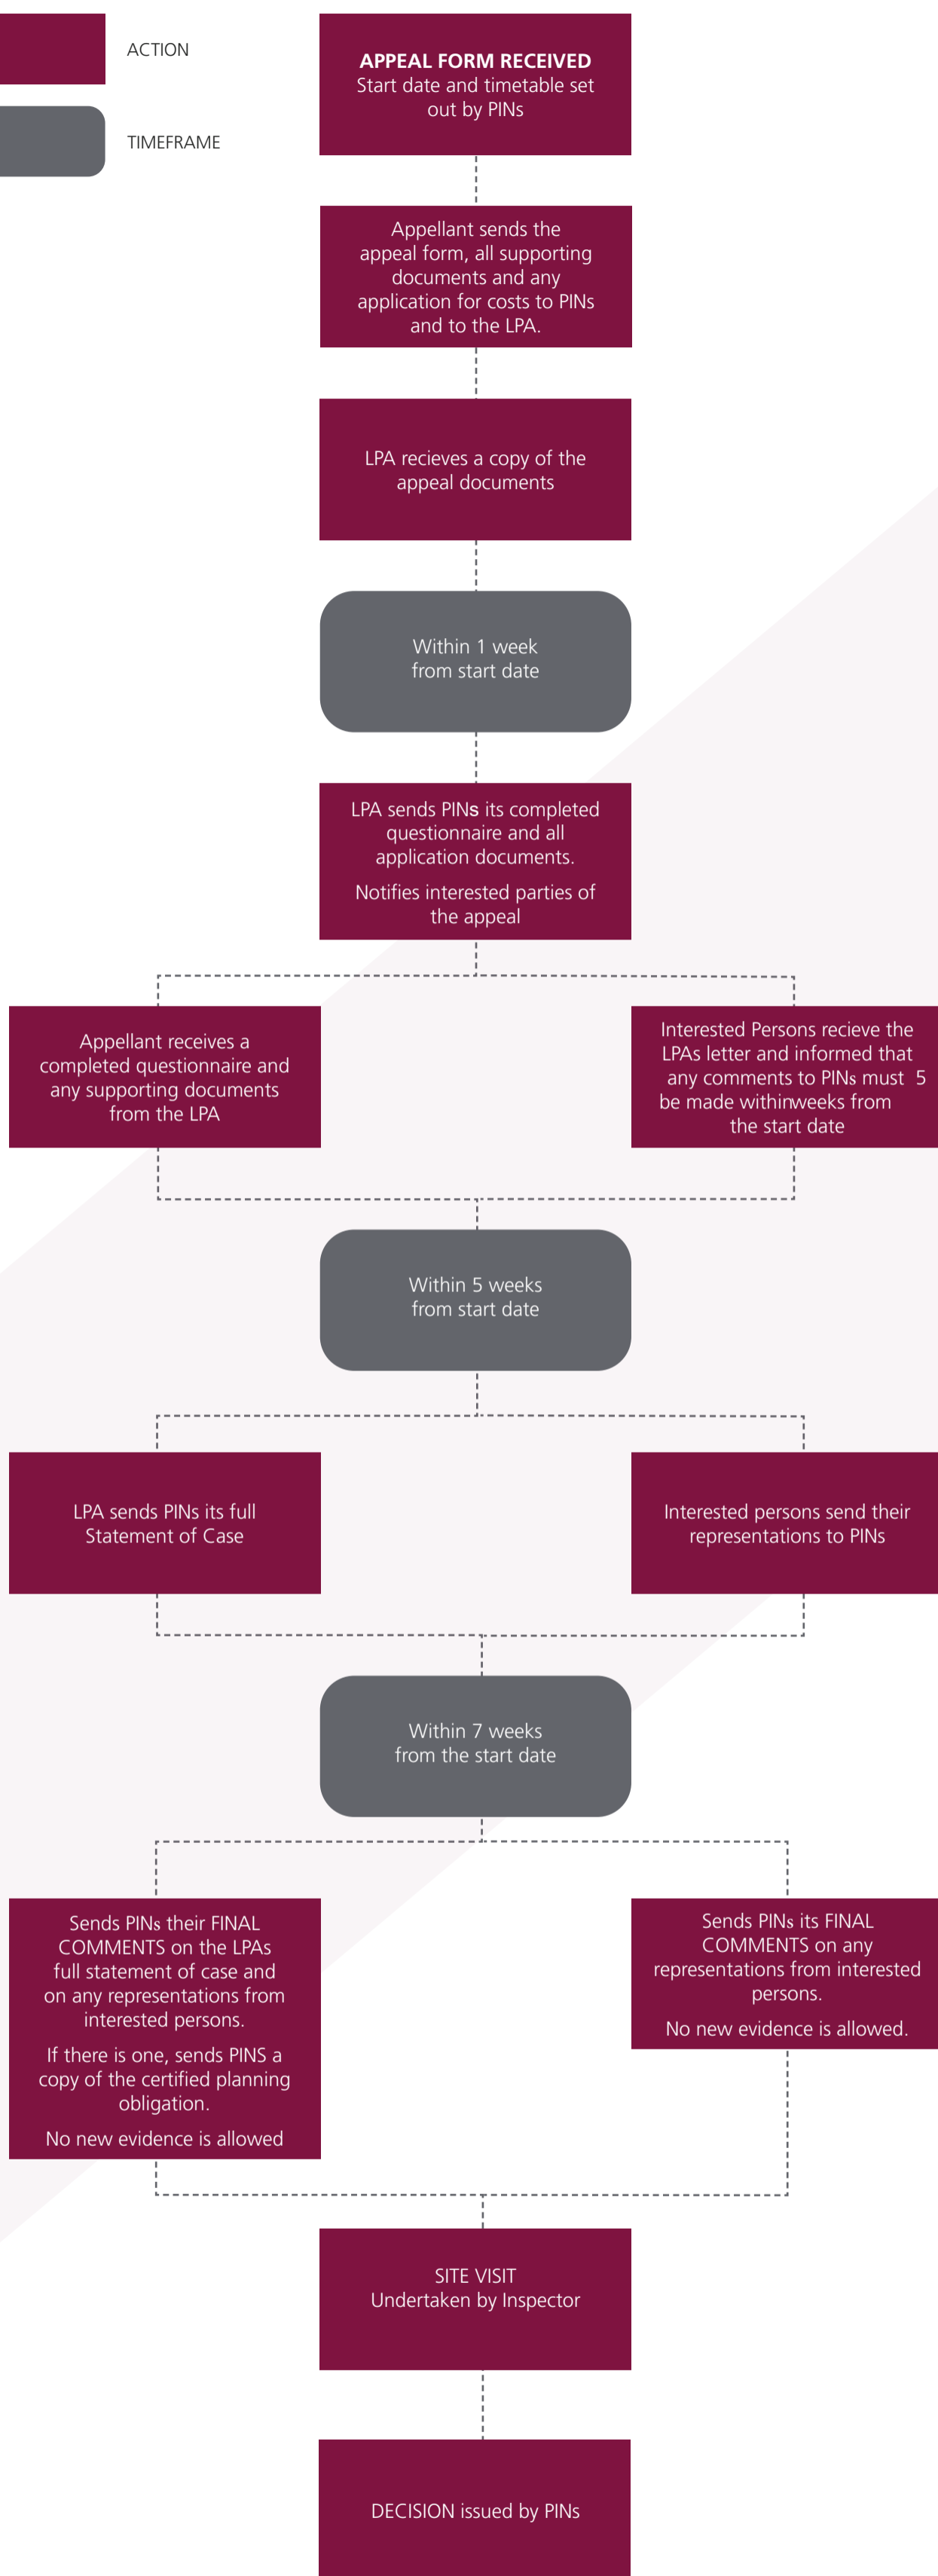 ACTION
TIMEFRAME
APPEAL FORM RECEIVED
Start date and timetable set
out by PINs
Appellant sends the
appeal form, all supporting
documents and any
application for costs to PINs
and to the LPA.
LPA recieves a copy of the
appeal documents
Within 1 week
from start date
LPA sends PINs its completed
questionnaire and all
application documents.
Notifies interested parties of
the appeal
Appellant receives a
completed questionnaire and
any supporting documents
from the LPA
Interested Persons recieve the
LPAs letter and informed that
any comments to PINs must 5
be made withinweeks from
the start date
Within 5 weeks
from start date
LPA sends PINs its full
Statement of Case
Interested persons send their
representations to PINs
Within 7 weeks
from the start date
Sends PINs their FINAL
COMMENTS on the LPAs
full statement of case and
on any representations from
interested persons.
If there is one, sends PINS a
copy of the certified planning
obligation.
No new evidence is allowed
Sends PINs its FINAL
COMMENTS on any
representations from interested
persons.
No new evidence is allowed.
SITE VISIT
Undertaken by Inspector
DECISION issued by PINs